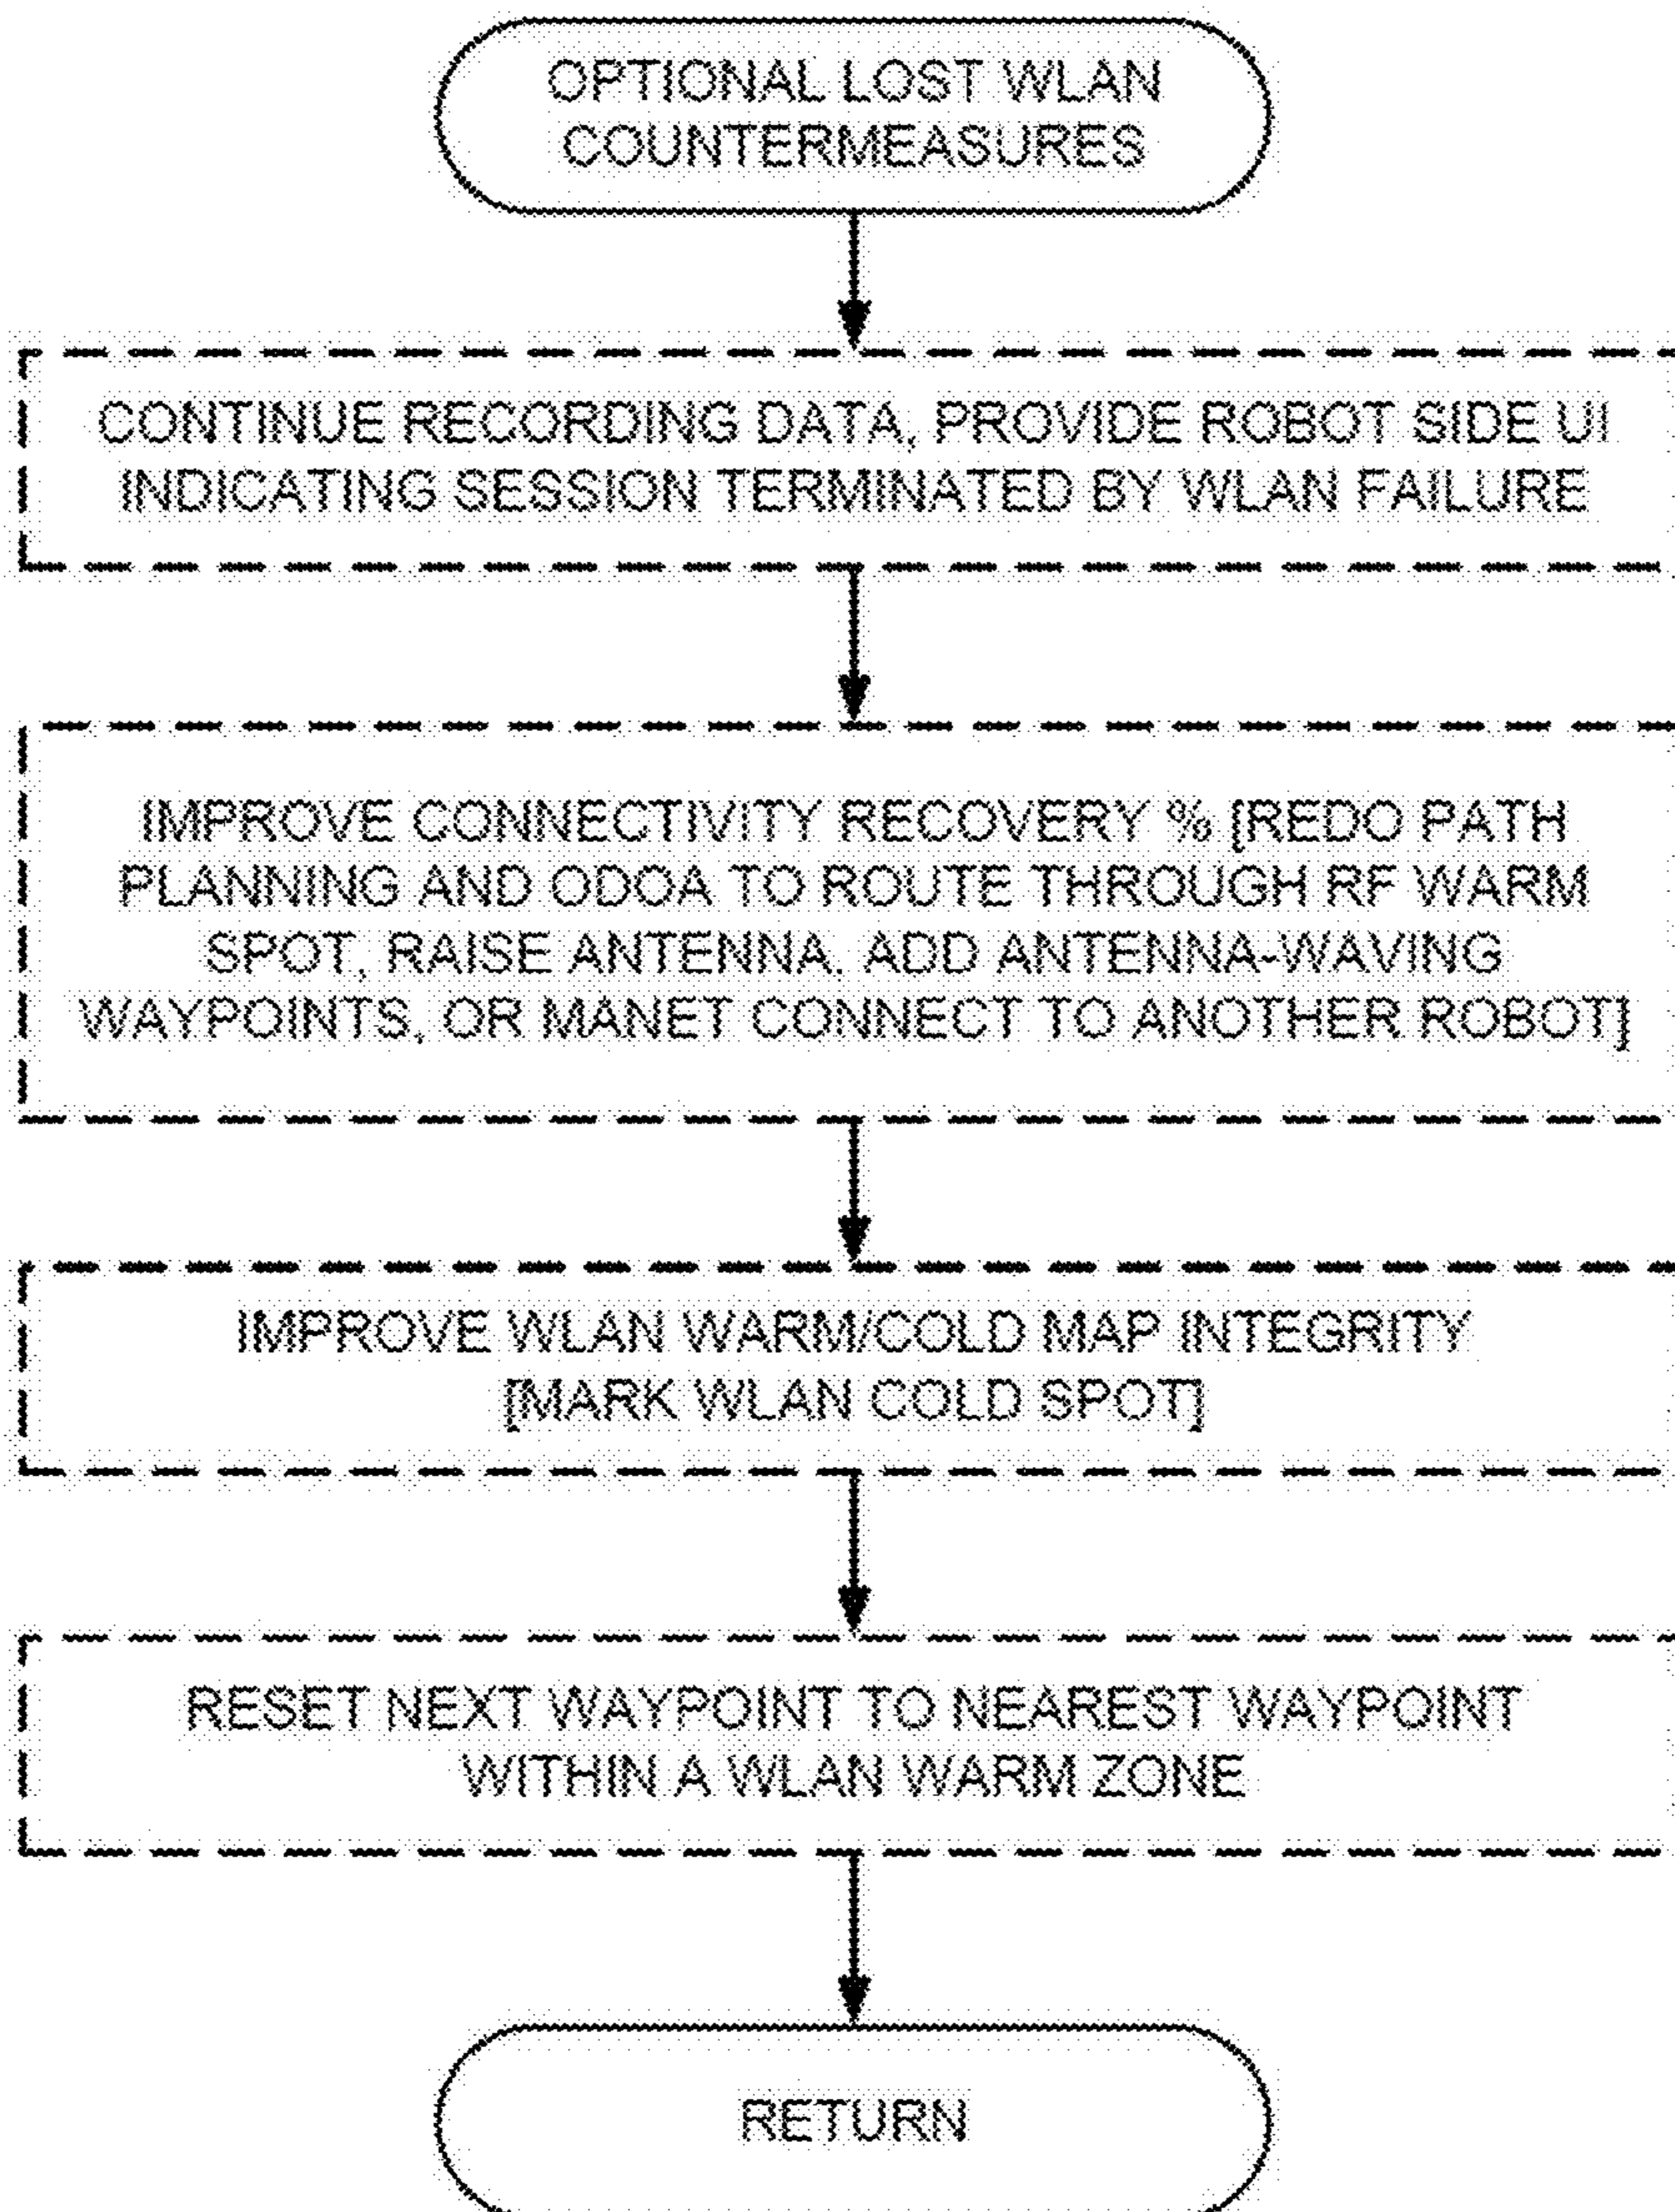 OPTIONAL LOST WLAN
COUNTERMEASURES
CONTINUE RECORDING DATA, PROVIDE ROBOT SIDE UI
INDICATING SESSION TERMINATED BY WLAN FAILURE
IMPROVE CONNECTIVITY RECOVERY % [REDO PATH
PLANNING AND ODOA TO ROUTE THROUGH RF WARM
SPOT, RAISE ANTENNA. ADD ANTENNA-WAVING
WAYPOINTS, OR MANET CONNECT TO ANOTHER ROBOT]
IMPROVE WLAN WARM/COLD MAP INTEGRITY
[MARK WLAN COLD SPOT]
RESET NEXT WAYPOINT TO NEAREST WAYPOINT
WITHIN A WLAN WARM ZONE
RETURN